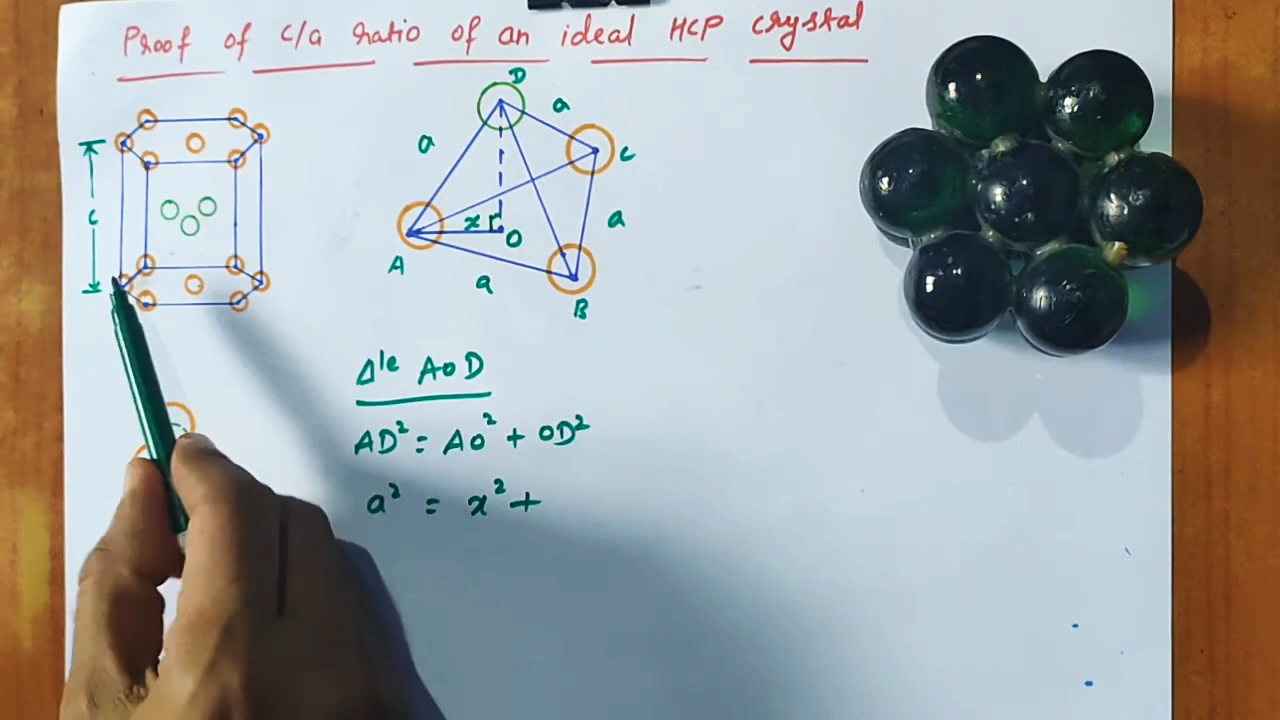 Proof of c/a ratio of an ideal HCP crystal
D
a
a
C
c
x
O
a
A
a
B
Δle AOD
AD² = AO² + OD²
a² = x² +